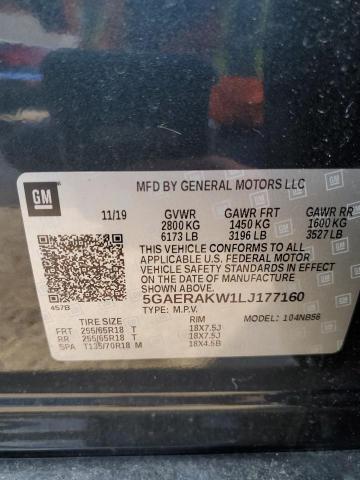 GM
MFD BY GENERAL MOTORS LLC
11/19 GVWR GAWR FRT GAWR RR
2800 KG 1450 KG 1600 KG
6173 LB 3196 LB 3527 LB
THIS VEHICLE CONFORMS TO ALL APPLICABLE
U.S. FEDERAL MOTOR
VEHICLE SAFETY STANDARDS IN EFFECT ON THE
DATE OF MANUFACTURE SHOWN ABOVE.
5GAERAKW1LJ177160
457B TYPE: M.P.V. MODEL: 104NB56
TIRE SIZE RIM
FRT 255/65R18 T 18X7.5J
RR 255/65R18 T 18X7.5J
SPA T135/70R18 M 18X4.5B